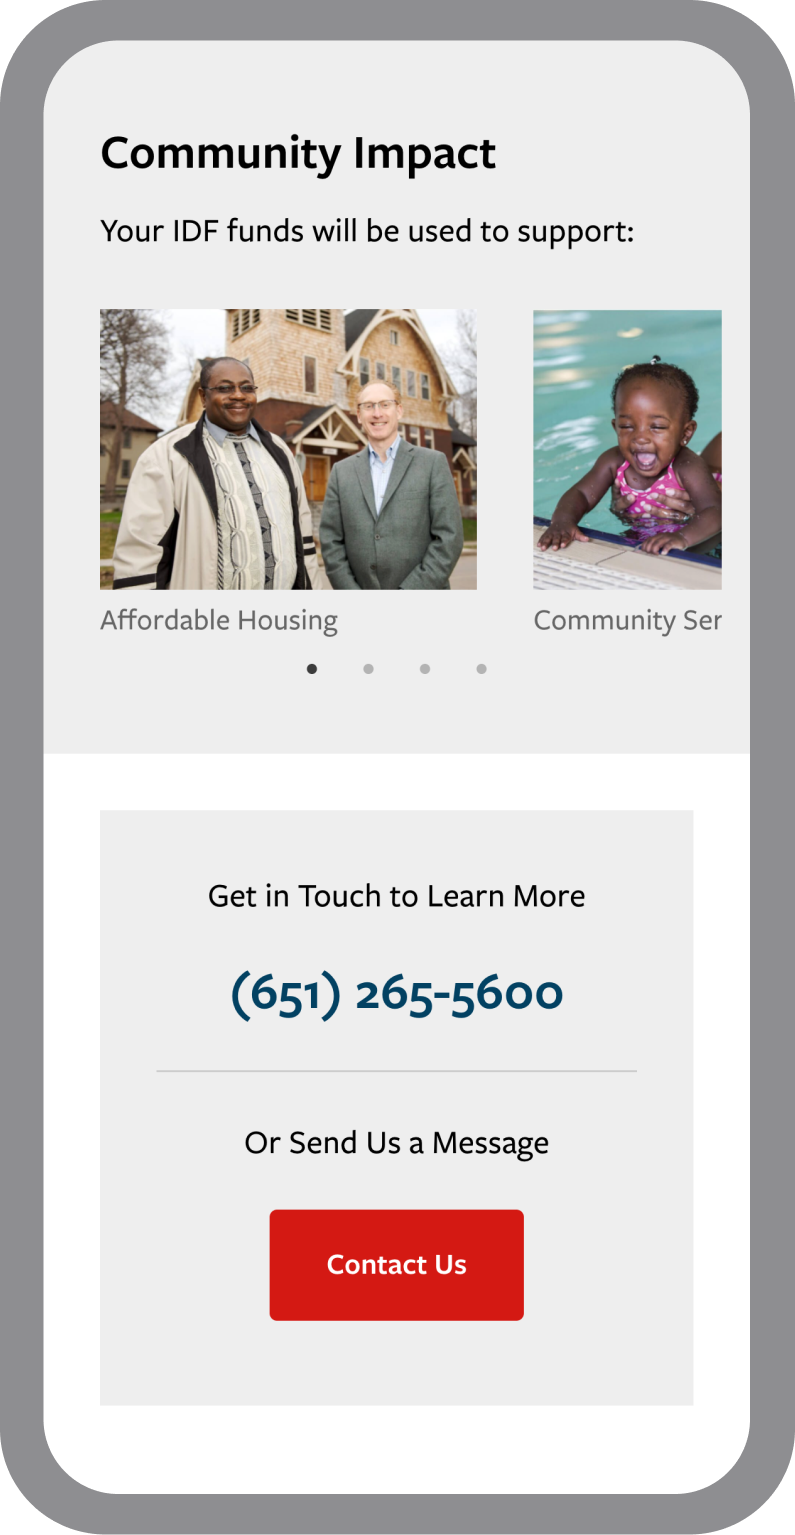 Community Impact
Your IDF funds will be used to support:
Affordable Housing
Community Ser
Get in Touch to Learn More
(651) 265-5600
Or Send Us a Message
Contact Us